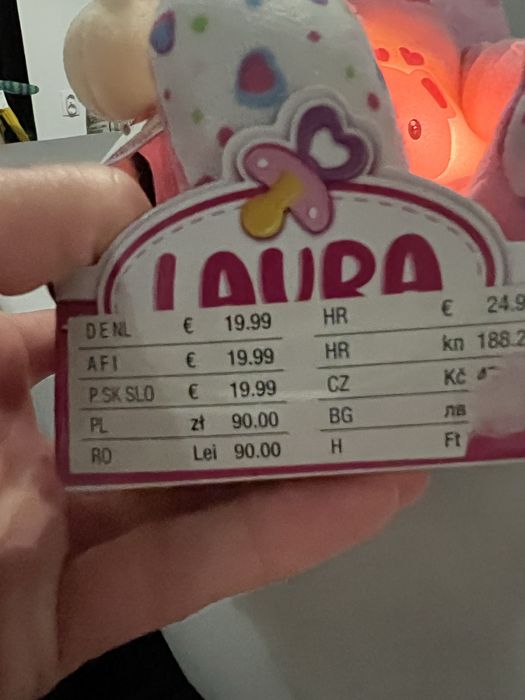 LAURA
DE NL € 19.99 HR € 24.9
A F I € 19.99 HR kn 188.2
P SK SLO € 19.99 CZ Kč
PL zł 90.00 BG лв
RO Lei 90.00 H Ft